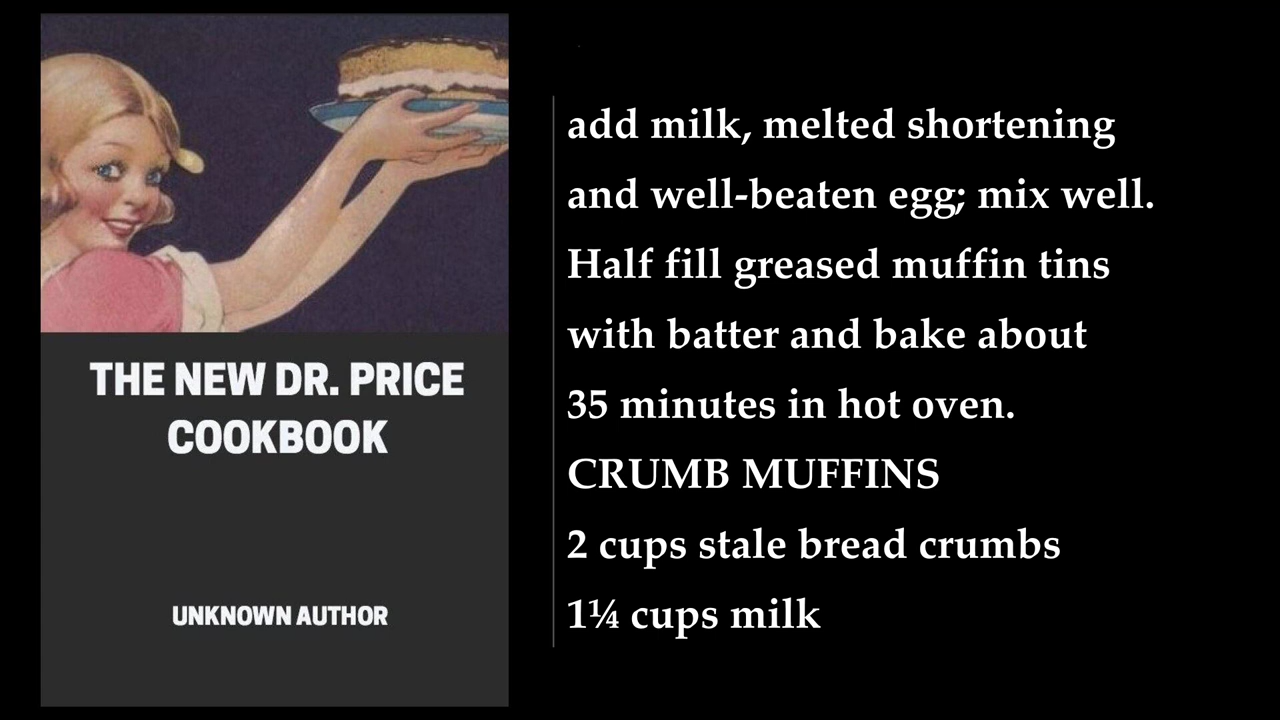 THE NEW DR. PRICE
COOKBOOK
UNKNOWN AUTHOR
add milk, melted shortening
and well-beaten egg; mix well.
Half fill greased muffin tins
with batter and bake about
35 minutes in hot oven.
CRUMB MUFFINS
2 cups stale bread crumbs
1¼ cups milk